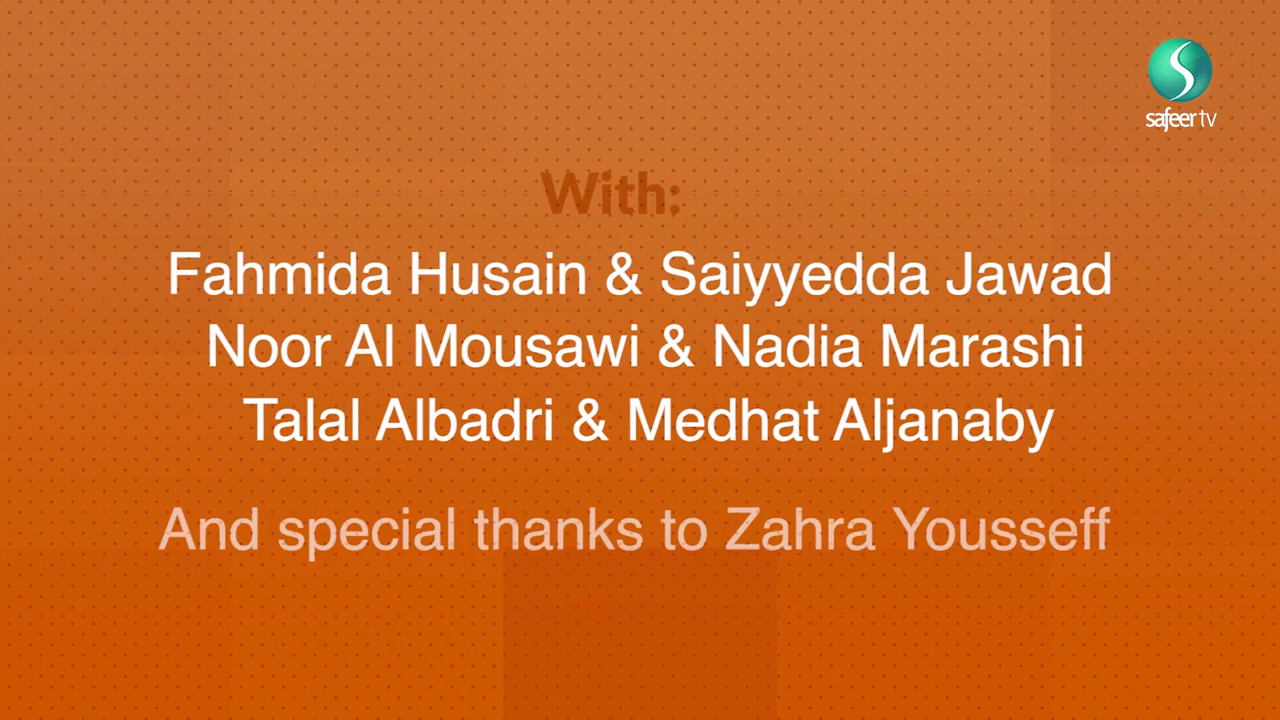 safeer tv
With:
Fahmida Husain & Saiyyedda Jawad
Noor Al Mousawi & Nadia Marashi
Talal Albadri & Medhat Aljanaby
And special thanks to Zahra Yousseff